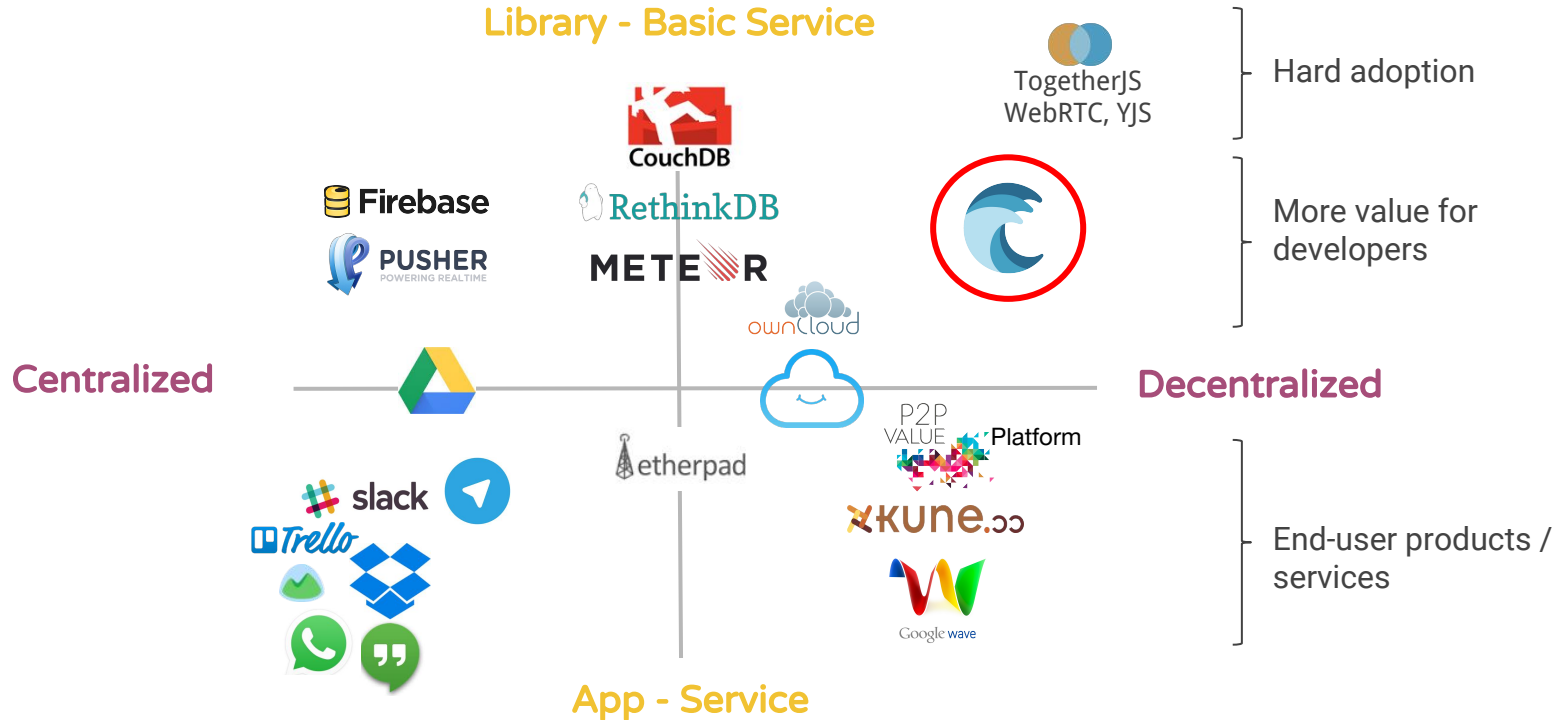 Library - Basic Service
TogetherJS
WebRTC, YJS
Hard adoption
CouchDB
Firebase
RethinkDB
PUSHER
POWERING REALTIME
METEOR
More value for
developers
ownCloud
Centralized
Decentralized
P2P
VALUE
Platform
etherpad
slack
Trello
KUNE.cc
Google wave
End-user products /
services
App - Service